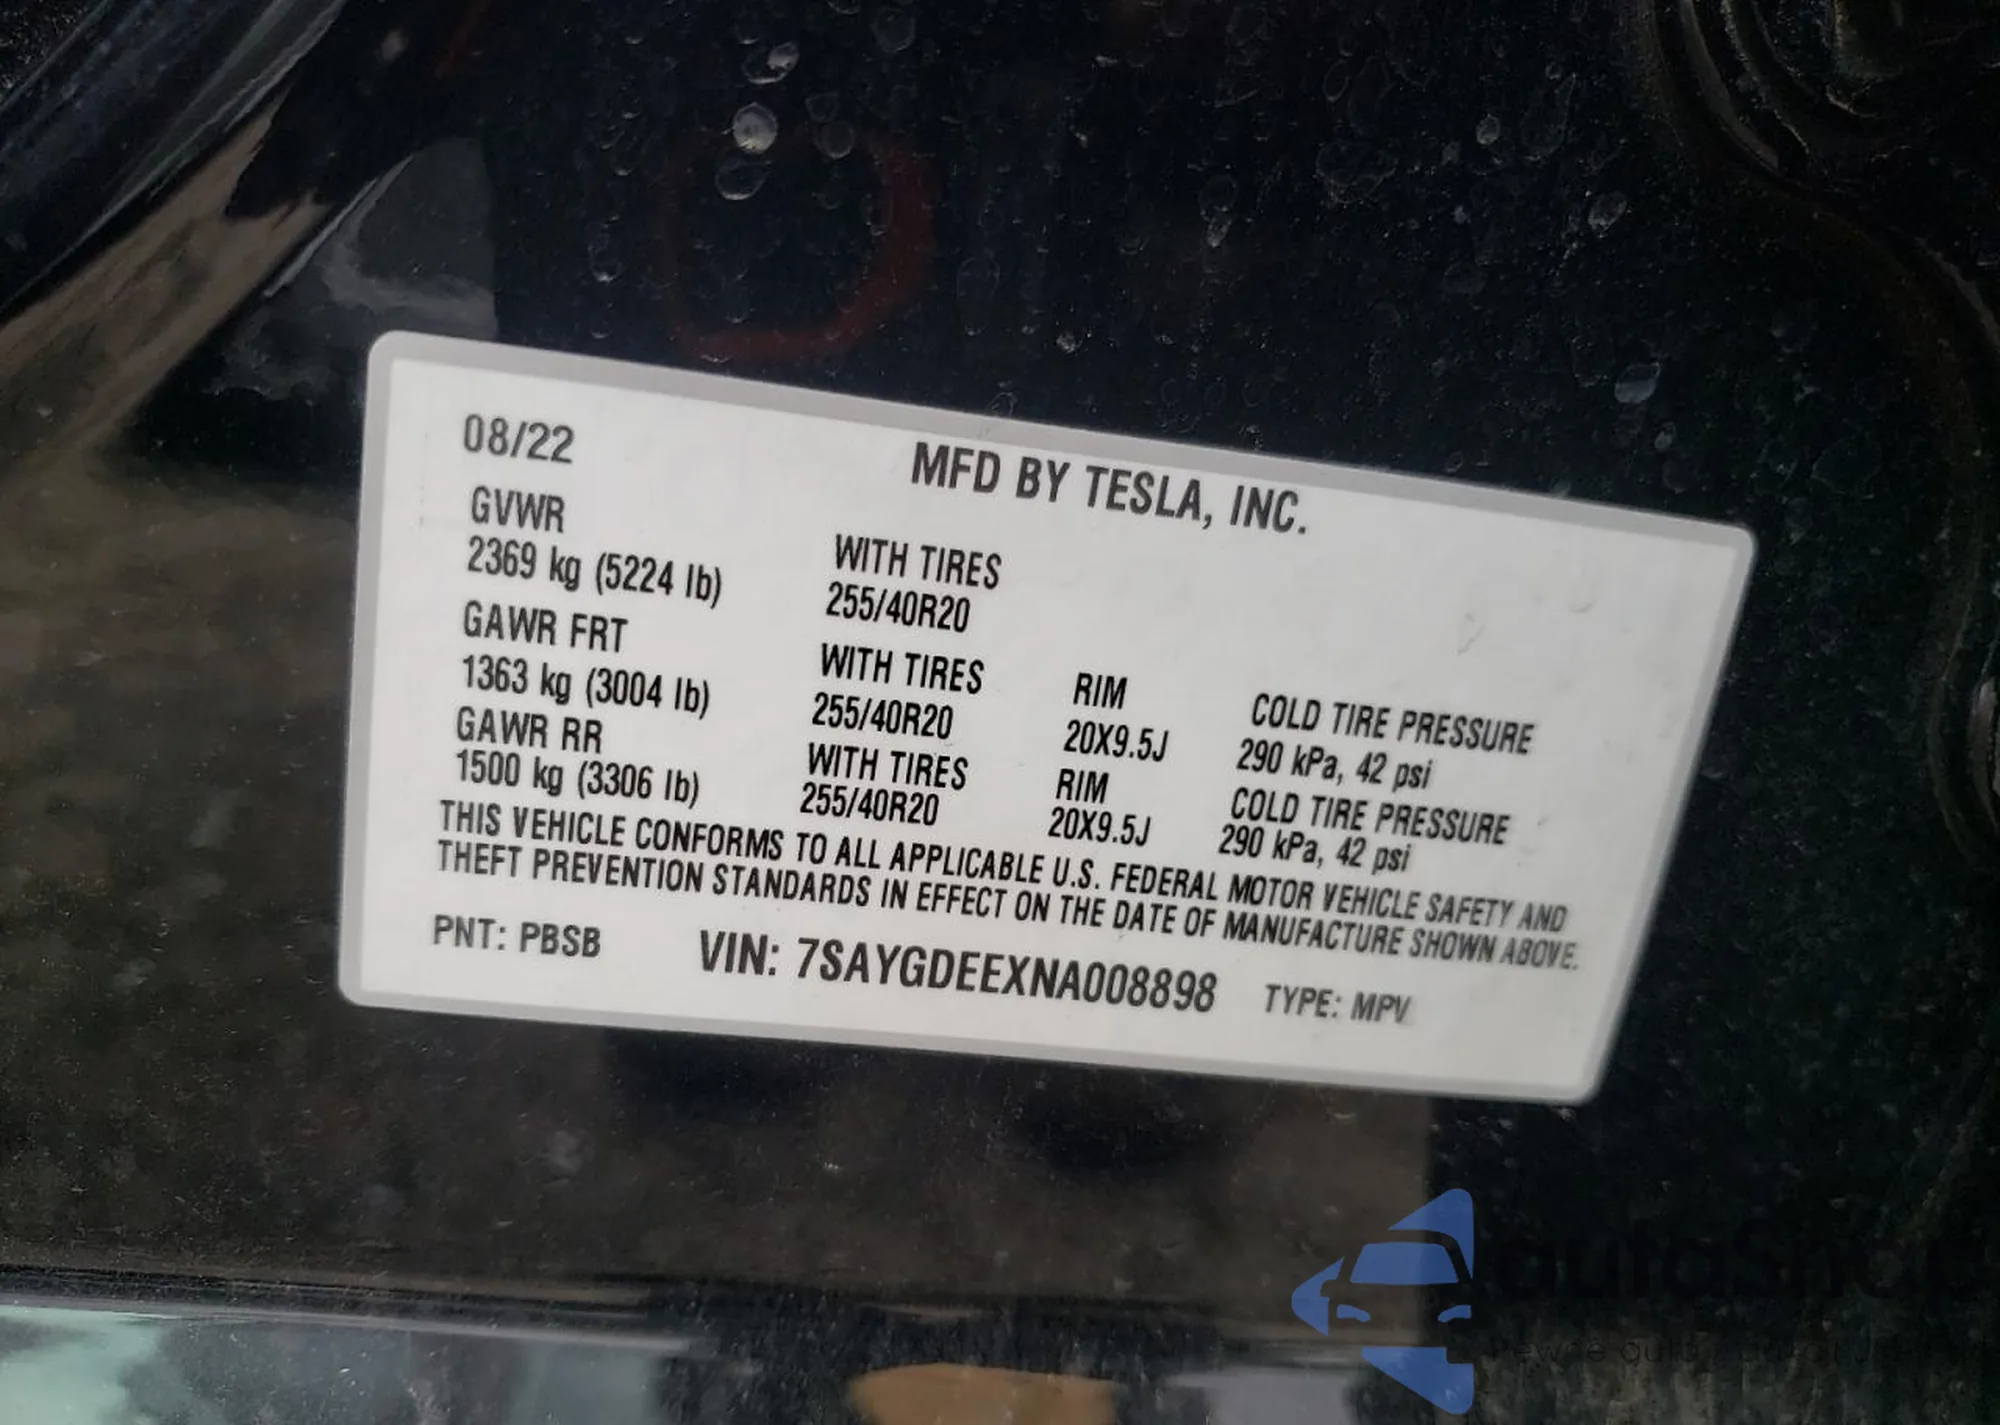 08/22
MFD BY TESLA, INC.
GVWR
2369 kg (5224 lb)
WITH TIRES
255/40R20
GAWR FRT
1363 kg (3004 lb)
WITH TIRES
255/40R20
RIM
20X9.5J
COLD TIRE PRESSURE
290 kPa, 42 psi
GAWR RR
1500 kg (3306 lb)
WITH TIRES
255/40R20
RIM
20X9.5J
COLD TIRE PRESSURE
290 kPa, 42 psi
THIS VEHICLE CONFORMS TO ALL APPLICABLE U.S. FEDERAL MOTOR VEHICLE SAFETY AND
THEFT PREVENTION STANDARDS IN EFFECT ON THE DATE OF MANUFACTURE SHOWN ABOVE.
PNT: PBSB VIN: 7SAYGDEEXNA008898 TYPE: MPV